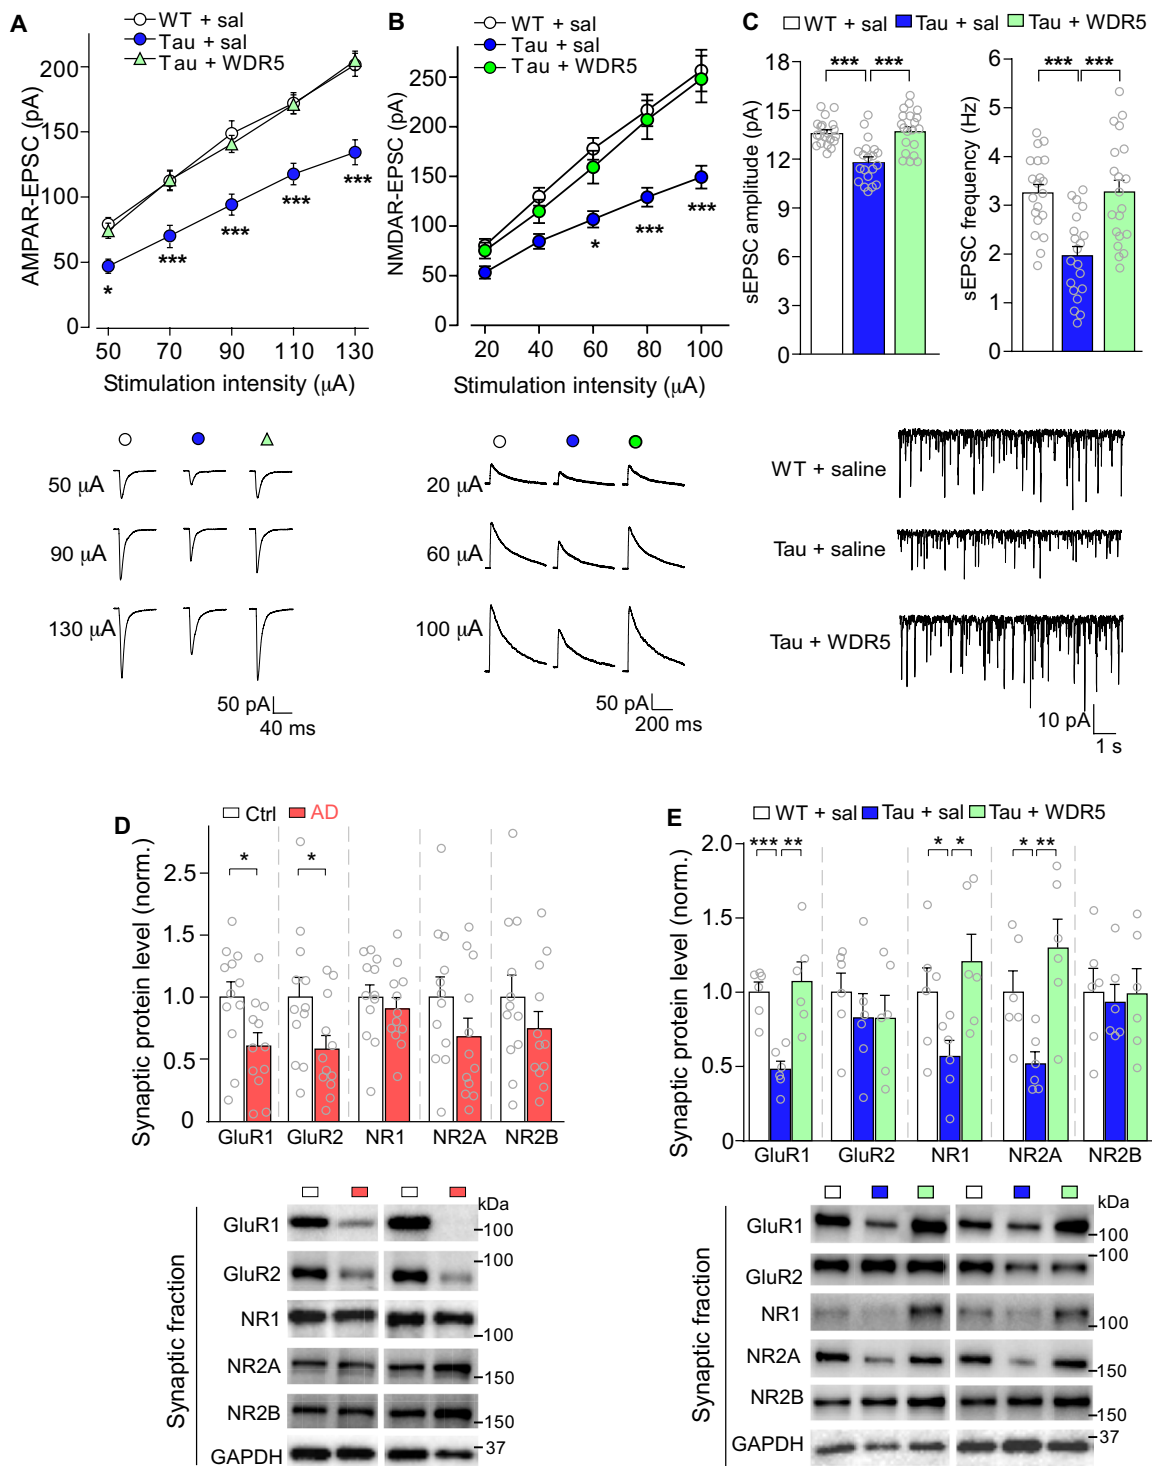 A
WT + sal
Tau + sal
Tau + WDR5
AMPAR-EPSC (pA)
200
150
100
50
0
*
***
***
***
***
50 70 90 110 130
Stimulation intensity (μA)
50 μA
90 μA
130 μA
50 pA
40 ms
B
WT + sal
Tau + sal
Tau + WDR5
NMDAR-EPSC (pA)
250
200
150
100
50
0
*
***
***
20 40 60 80 100
Stimulation intensity (μA)
20 μA
60 μA
100 μA
50 pA
200 ms
C
WT + sal Tau + sal Tau + WDR5
sEPSC amplitude (pA)
18
15
12
9
6
3
0
*** ***
sEPSC frequency (Hz)
6
5
4
3
2
1
0
*** ***
WT + saline
Tau + saline
Tau + WDR5
10 pA
1 s
D
Ctrl AD
Synaptic protein level (norm.)
2.5
1.5
1.0
0.5
0
* *
GluR1 GluR2 NR1 NR2A NR2B
kDa
Synaptic fraction
GluR1 100
GluR2 100
NR1 100
NR2A 150
NR2B 150
GAPDH 37
E
WT + sal Tau + sal Tau + WDR5
Synaptic protein level (norm.)
2.0
1.5
1.0
0.5
0
*** ** * * * **
GluR1 GluR2 NR1 NR2A NR2B
kDa
Synaptic fraction
GluR1 100
GluR2 100
NR1 100
NR2A 150
NR2B 150
GAPDH 37